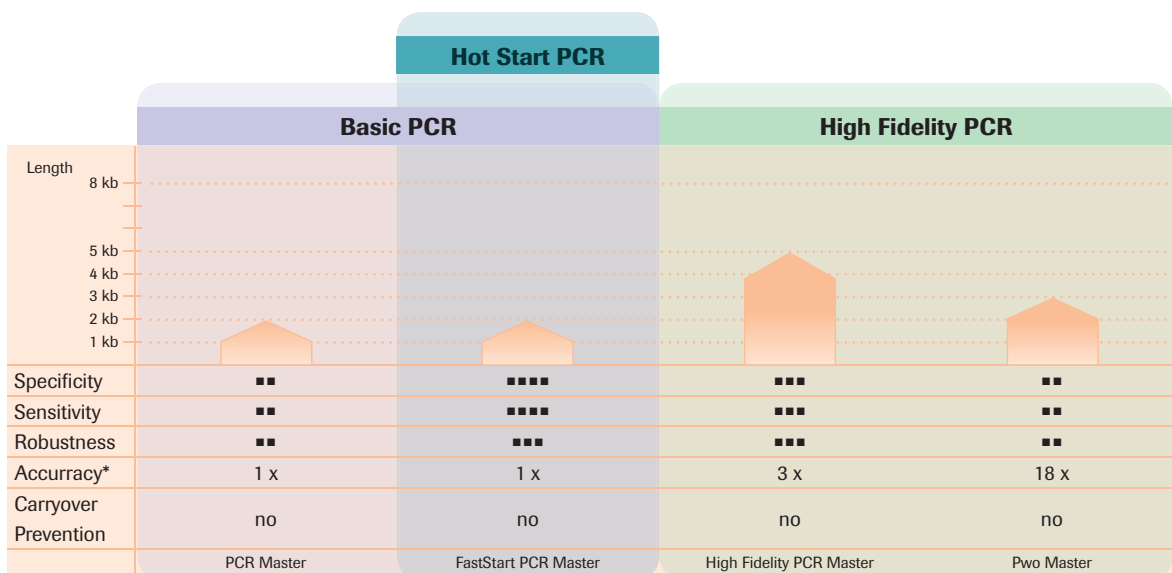 Hot Start PCR
Basic PCR High Fidelity PCR
Length
8 kb
5 kb
4 kb
3 kb
2 kb
1 kb
Specificity ▪▪ ▪▪▪▪ ▪▪▪ ▪▪
Sensitivity ▪▪ ▪▪▪▪ ▪▪▪ ▪▪
Robustness ▪▪ ▪▪▪ ▪▪▪ ▪▪
Accurracy* 1 x 1 x 3 x 18 x
Carryover
Prevention no no no no
PCR Master FastStart PCR Master High Fidelity PCR Master Pwo Master